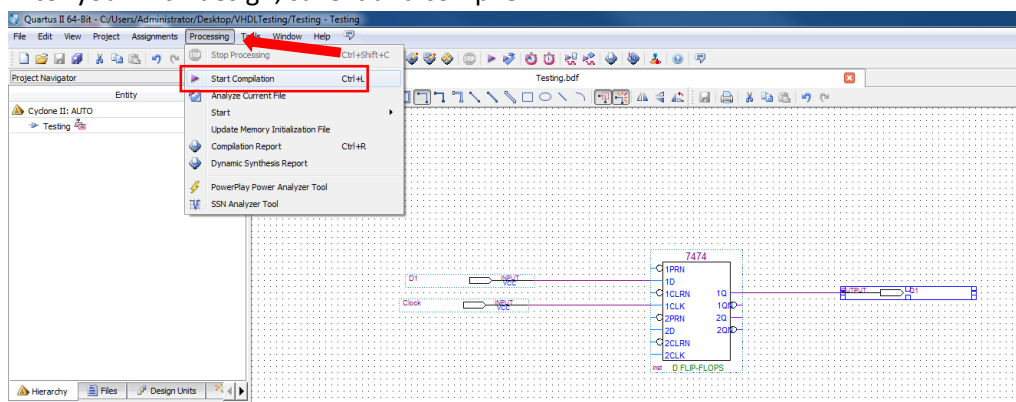 Quartus II 64-Bit - C:/Users/Administrator/Desktop/VHDLTesting/Testing - Testing
File Edit View Project Assignments Processing Tools Window Help
Stop Processing Ctrl+Shift+C
Project Navigator
Testing.bdf
Start Compilation Ctrl+L
Entity
Analyze Current File
Cyclone II: AUTO
Start
Testing
Update Memory Initialization File
Compilation Report Ctrl+R
Dynamic Synthesis Report
PowerPlay Power Analyzer Tool
SSN Analyzer Tool
7474
1PRN
D1 INPUT VCC
1D
1CLRN 1Q
OUTPUT Q1
Clock INPUT VCC
1CLK 1QN
2PRN 2Q
2D 2QN
2CLRN
2CLK
inst D FLIP-FLOPS
Hierarchy Files Design Units